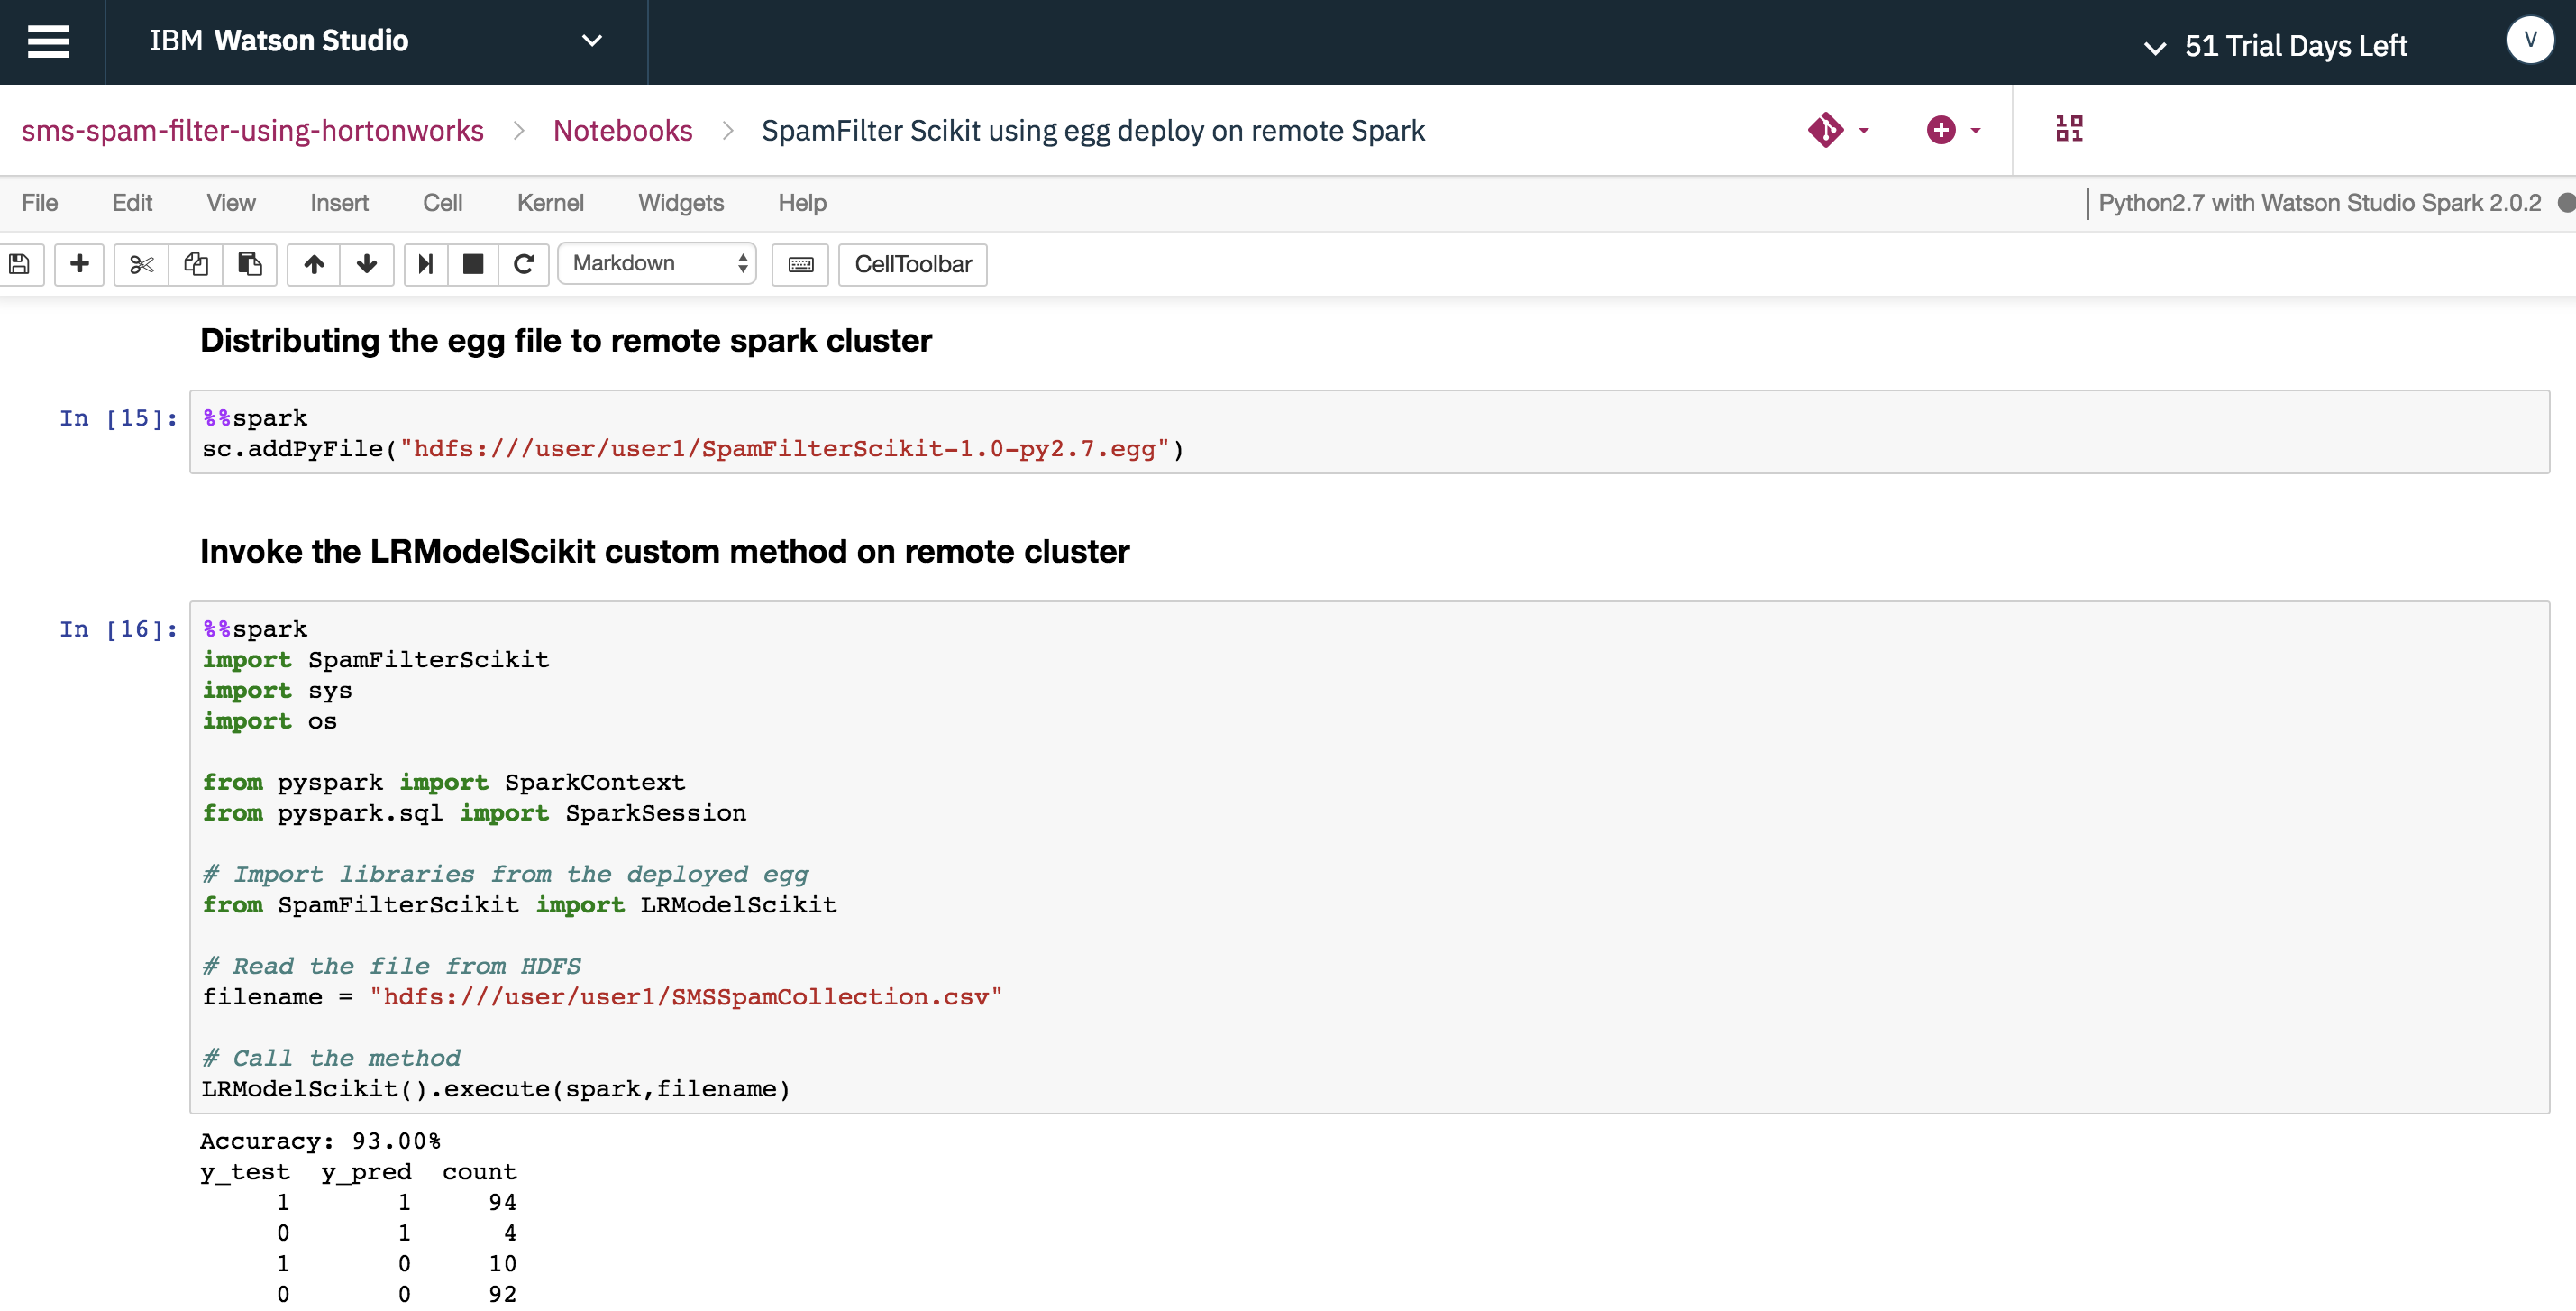 IBM Watson Studio
51 Trial Days Left
V
sms-spam-filter-using-hortonworks > Notebooks > SpamFilter Scikit using egg deploy on remote Spark
File Edit View Insert Cell Kernel Widgets Help
Python2.7 with Watson Studio Spark 2.0.2
Markdown
CellToolbar
Distributing the egg file to remote spark cluster
In [15]: %%spark
sc.addPyFile("hdfs:///user/user1/SpamFilterScikit-1.0-py2.7.egg")
Invoke the LRModelScikit custom method on remote cluster
In [16]: %%spark
import SpamFilterScikit
import sys
import os
from pyspark import SparkContext
from pyspark.sql import SparkSession
# Import libraries from the deployed egg
from SpamFilterScikit import LRModelScikit
# Read the file from HDFS
filename = "hdfs:///user/user1/SMSSpamCollection.csv"
# Call the method
LRModelScikit().execute(spark,filename)
Accuracy: 93.00%
y_test y_pred count
1 1 94
0 1 4
1 0 10
0 0 92